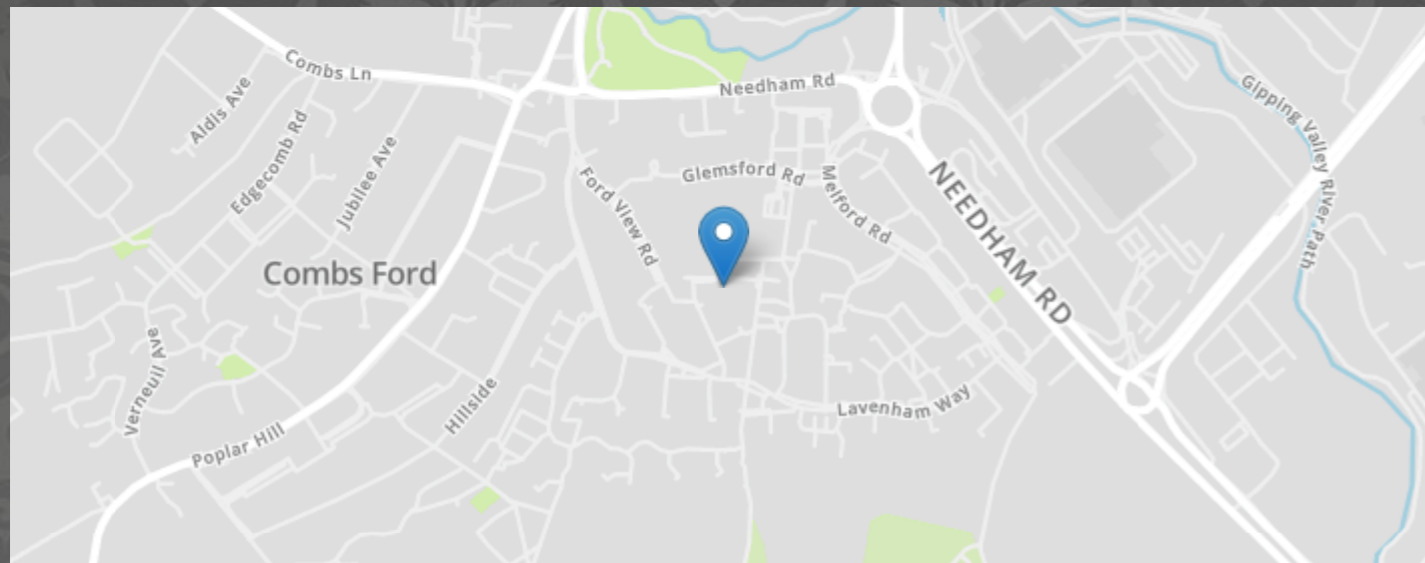 Combs Ln
Needham Rd
Gipping Valley River Path
Aldis Ave
Edgecomb Rd
Jubilee Ave
Ford View Rd
Glemsford Rd
Melford Rd
NEEDHAM RD
Combs Ford
Verneuil Ave
Hillside
Lavenham Way
Poplar Hill